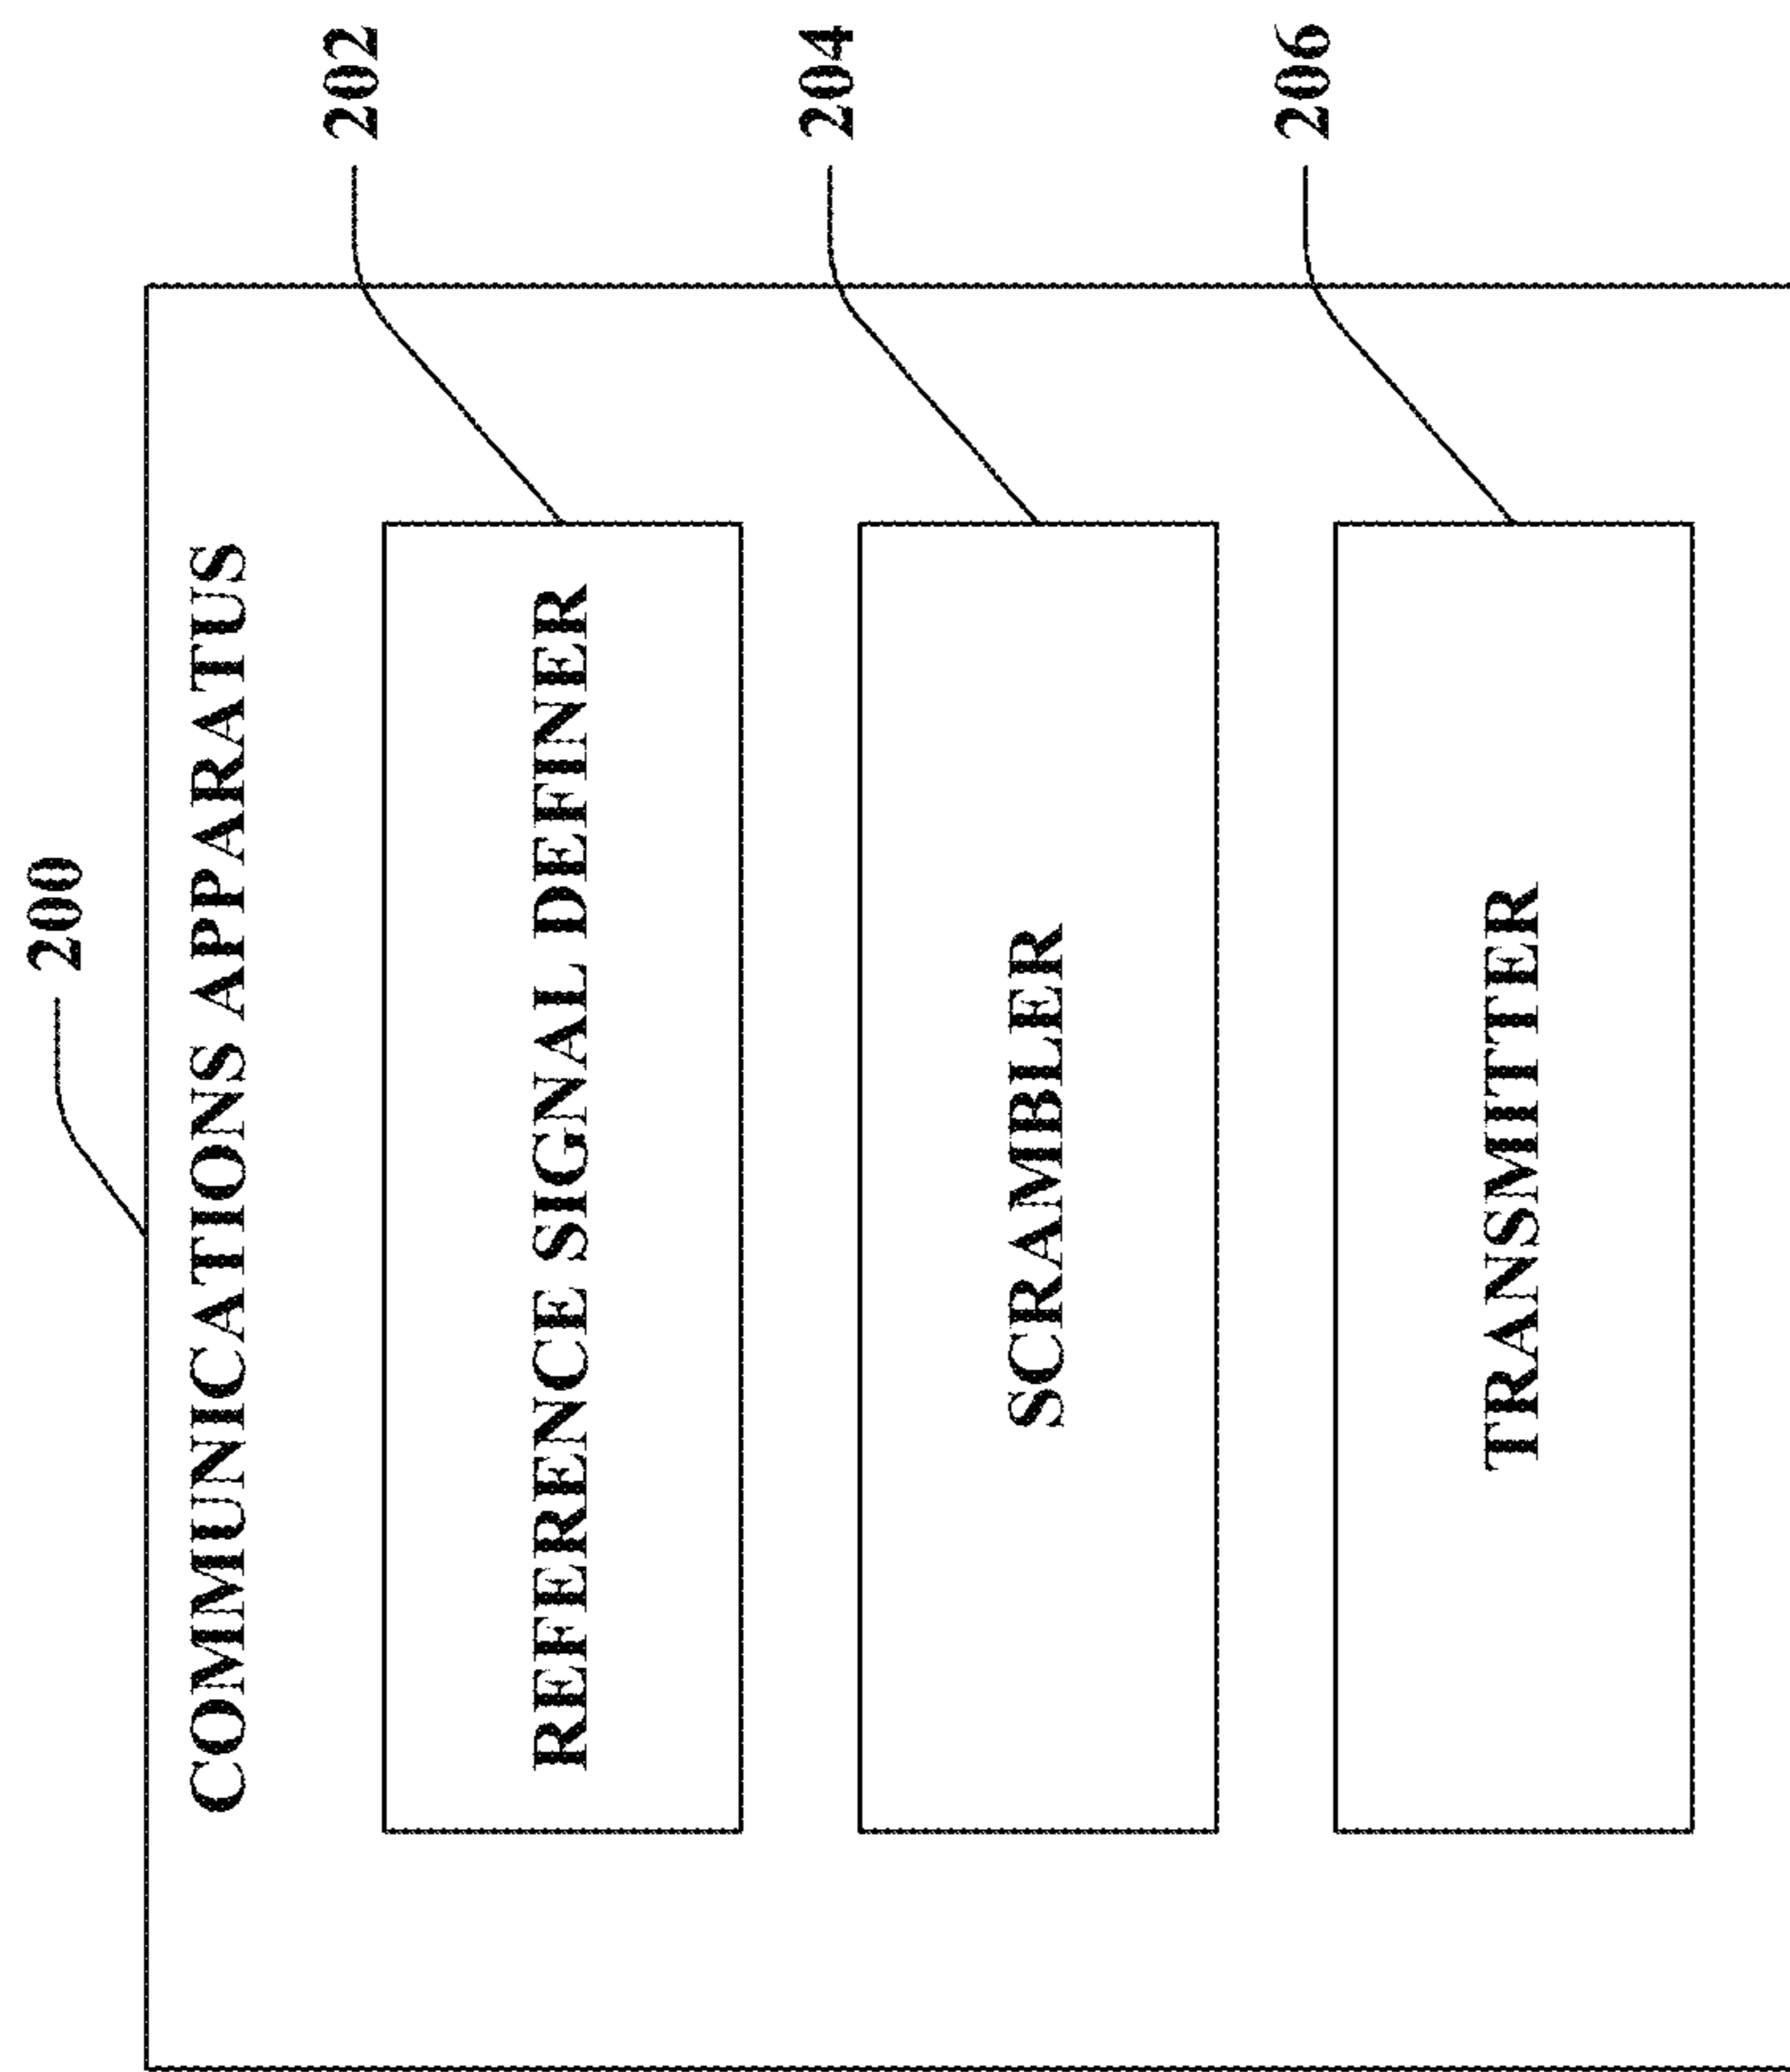 200
COMMUNICATIONS APPARATUS
202
REFERENCE SIGNAL DEFINER
204
SCRAMBLER
206
TRANSMITTER